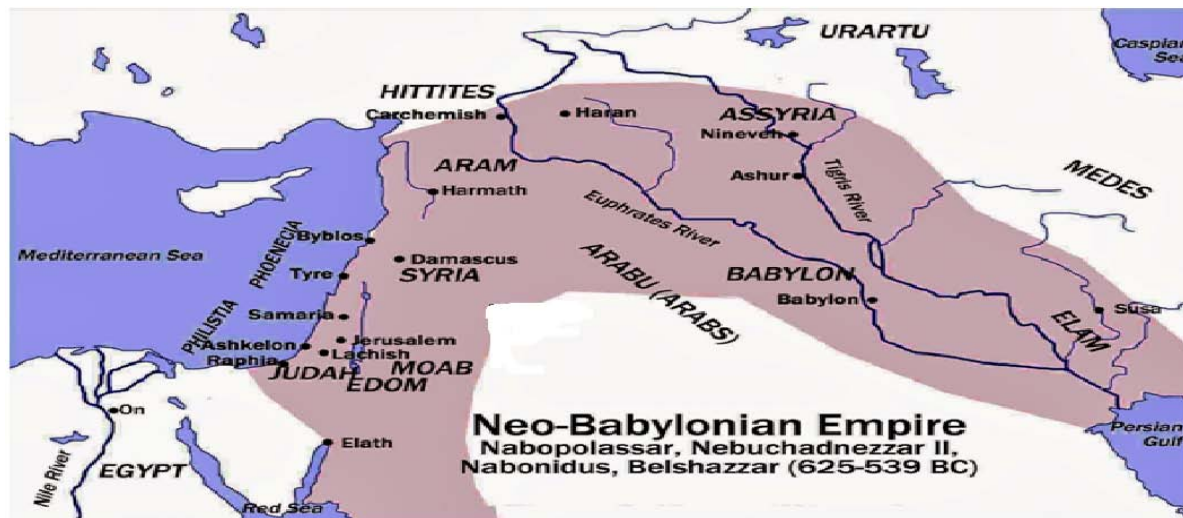 URARTU
Caspian
Sea
HITTITES
Carchemish
Haran
ASSYRIA
Nineveh
MEDES
ARAM
Harmath
Ashur
Tigris River
Euphrates River
Mediterranean Sea
PHOENECIA
Byblos
Damascus
SYRIA
Tyre
ARABU (ARABS)
BABYLON
Babylon
Susa
ELAM
PHILISTIA
Samaria
Ashkelon
Jerusalem
Raphia
Lachish
JUDAH
MOAB
EDOM
On
Elath
Persian
Gulf
Nile River
EGYPT
Red Sea
Neo-Babylonian Empire
Nabopolassar, Nebuchadnezzar II,
Nabonidus, Belshazzar (625-539 BC)